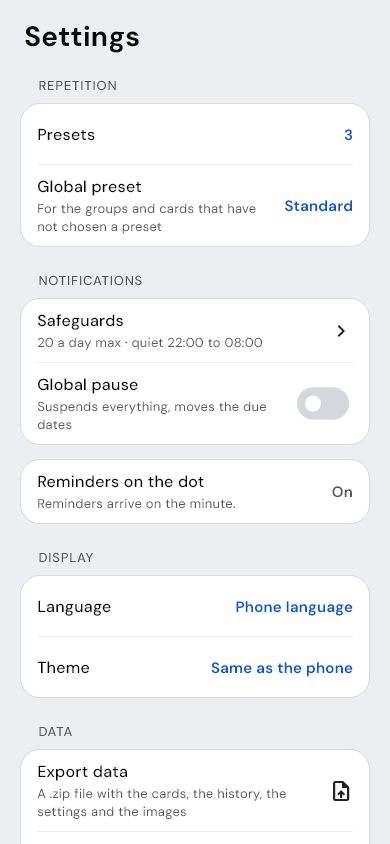 Settings
REPETITION
Presets
3
Global preset
For the groups and cards that have
not chosen a preset
Standard
NOTIFICATIONS
Safeguards
20 a day max · quiet 22:00 to 08:00
Global pause
Suspends everything, moves the due
dates
Reminders on the dot
Reminders arrive on the minute.
On
DISPLAY
Language
Phone language
Theme
Same as the phone
DATA
Export data
A .zip file with the cards, the history, the
settings and the images